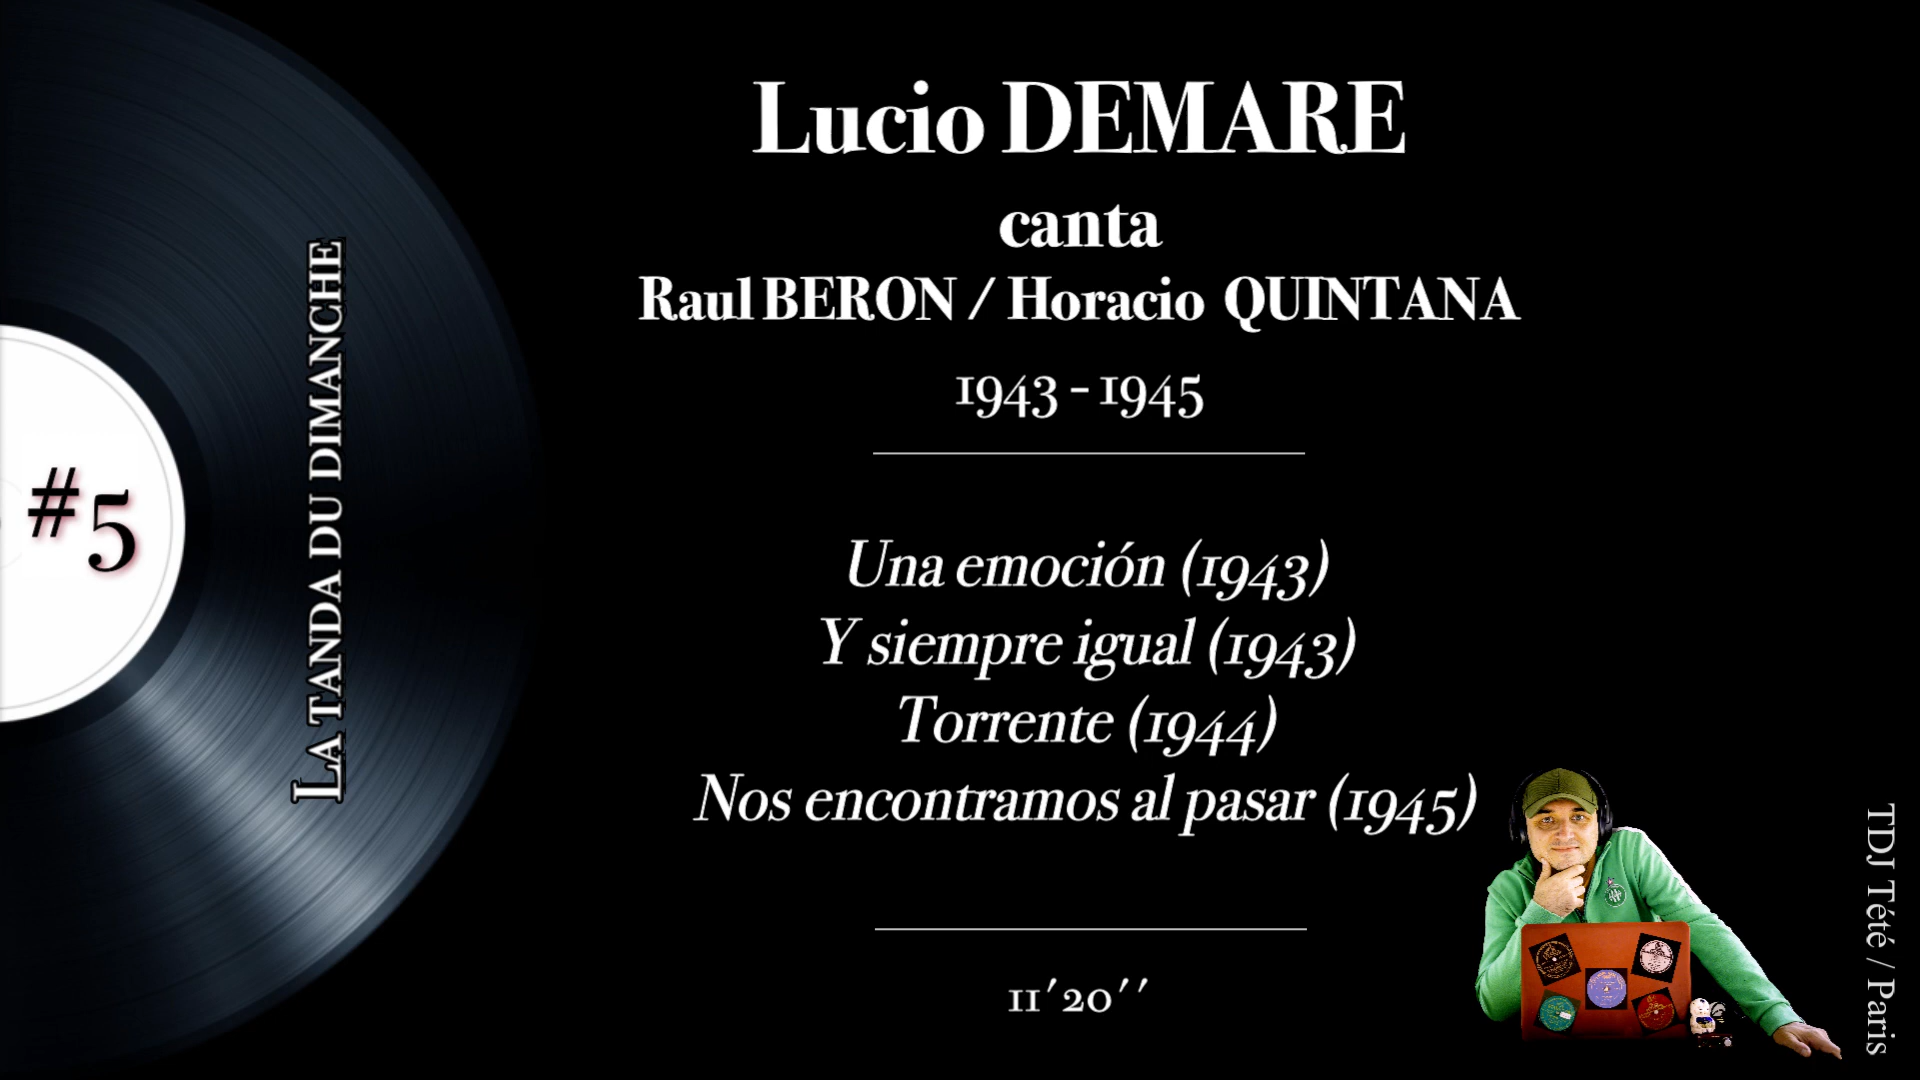 Lucio DEMARE
canta
Raul BERON / Horacio QUINTANA
1943 - 1945
#5
LA TANDA DU DIMANCHE
Una emoción (1943)
Y siempre igual (1943)
Torrente (1944)
Nos encontramos al pasar (1945)
11′20′′
TDJ Tété / Paris